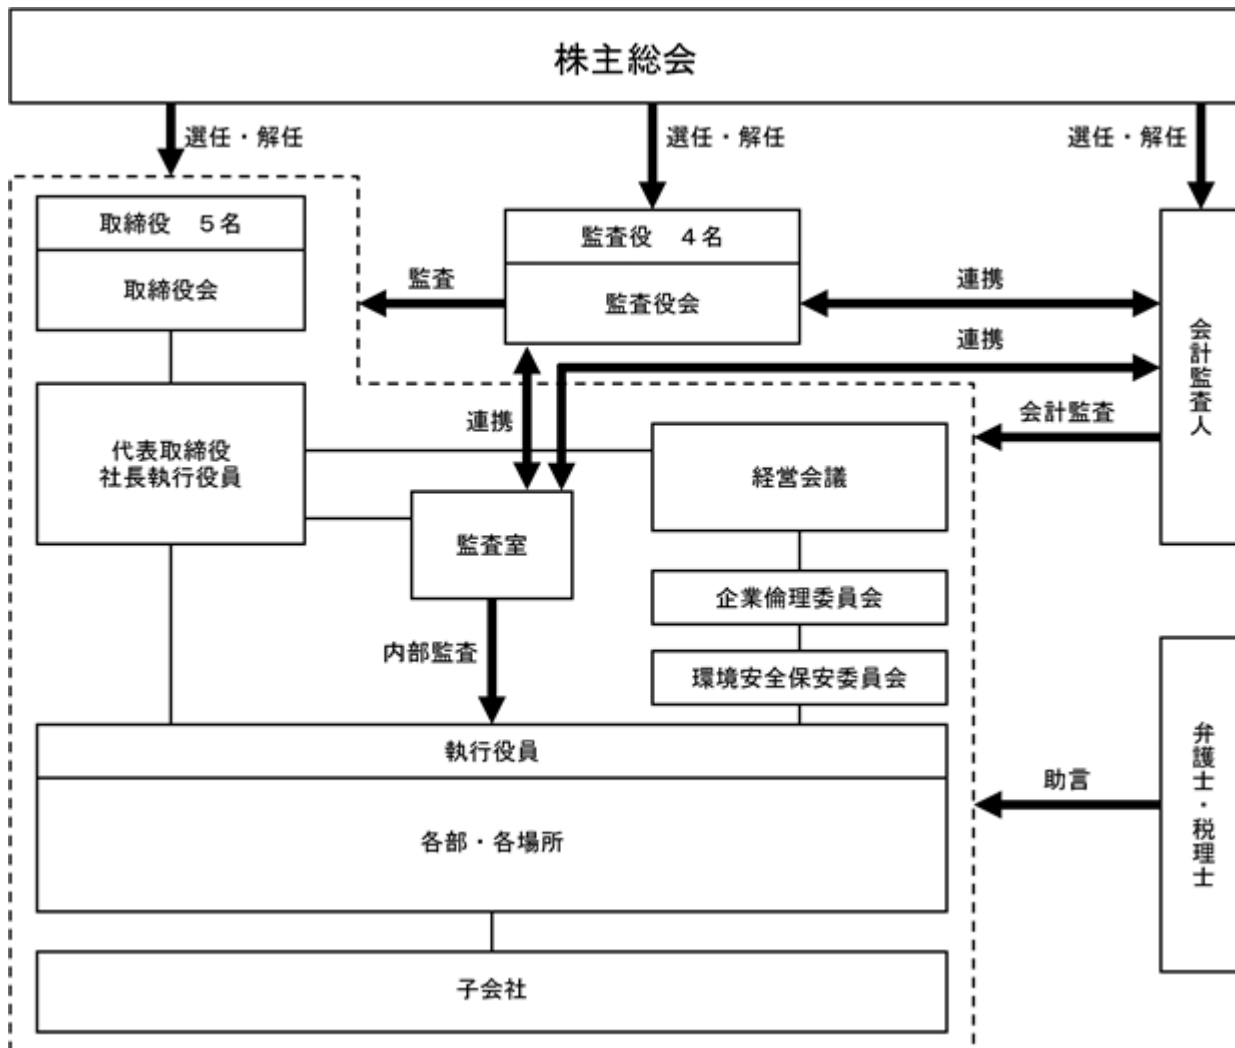 株主総会
選任・解任
選任・解任
選任・解任
取締役　５名
取締役会
監査役　４名
監査役会
監査
連携
連携
会計監査人
会計監査
代表取締役
社長執行役員
連携
経営会議
監査室
企業倫理委員会
内部監査
環境安全保安委員会
執行役員
各部・各場所
助言
弁護士・税理士
子会社